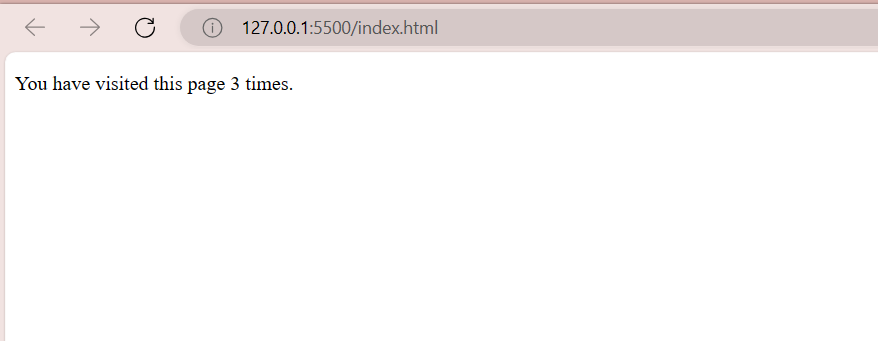 127.0.0.1:5500/index.html
You have visited this page 3 times.